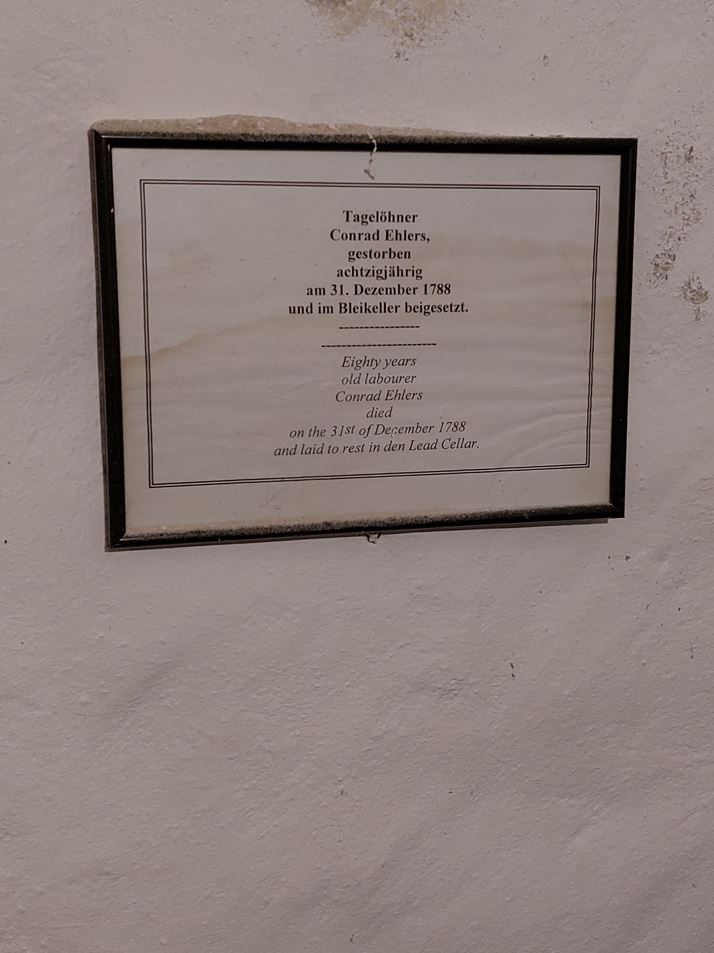 Tagelöhner
Conrad Ehlers,
gestorben
achtzigjährig
am 31. Dezember 1788
und im Bleikeller beigesetzt.
----------------
----------------------
Eighty years
old labourer
Conrad Ehlers
died
on the 31st of December 1788
and laid to rest in den Lead Cellar.